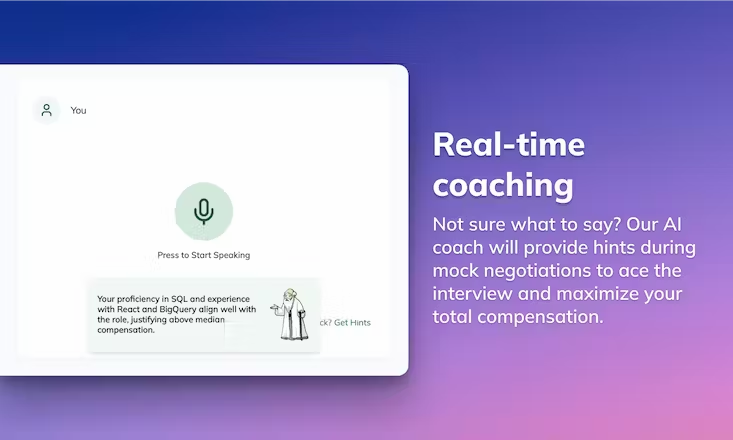 You
Press to Start Speaking
Your proficiency in SQL and experience
with React and BigQuery align well with
the role, justifying above median
compensation.
Get Hints
Real-time
coaching
Not sure what to say? Our AI
coach will provide hints during
mock negotiations to ace the
interview and maximize your
total compensation.